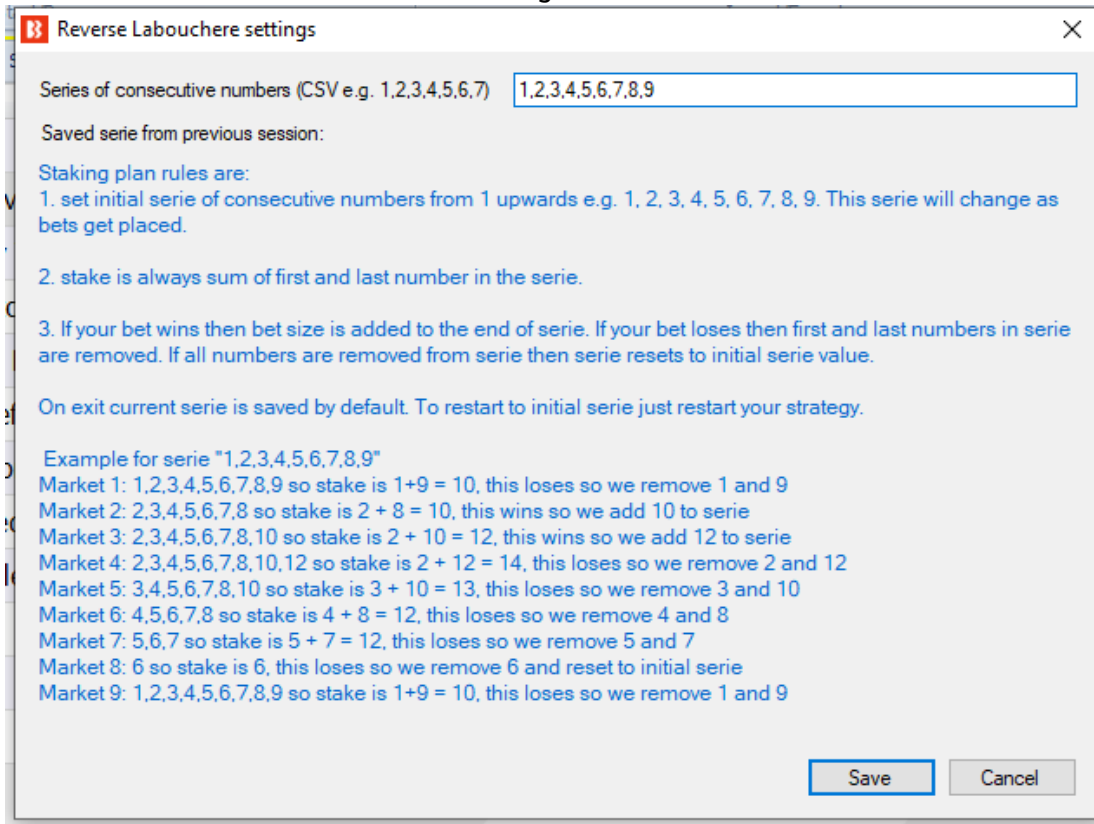 Reverse Labouchere settings
Series of consecutive numbers (CSV e.g. 1,2,3,4,5,6,7) 1,2,3,4,5,6,7,8,9
Saved serie from previous session:
Staking plan rules are:
1. set initial serie of consecutive numbers from 1 upwards e.g. 1, 2, 3, 4, 5, 6, 7, 8, 9. This serie will change as
bets get placed.
2. stake is always sum of first and last number in the serie.
3. If your bet wins then bet size is added to the end of serie. If your bet loses then first and last numbers in serie
are removed. If all numbers are removed from serie then serie resets to initial serie value.
On exit current serie is saved by default. To restart to initial serie just restart your strategy.
Example for serie "1,2,3,4,5,6,7,8,9"
Market 1: 1,2,3,4,5,6,7,8,9 so stake is 1+9 = 10, this loses so we remove 1 and 9
Market 2: 2,3,4,5,6,7,8 so stake is 2 + 8 = 10, this wins so we add 10 to serie
Market 3: 2,3,4,5,6,7,8,10 so stake is 2 + 10 = 12, this wins so we add 12 to serie
Market 4: 2,3,4,5,6,7,8,10,12 so stake is 2 + 12 = 14, this loses so we remove 2 and 12
Market 5: 3,4,5,6,7,8,10 so stake is 3 + 10 = 13, this loses so we remove 3 and 10
Market 6: 4,5,6,7,8 so stake is 4 + 8 = 12, this loses so we remove 4 and 8
Market 7: 5,6,7 so stake is 5 + 7 = 12, this loses so we remove 5 and 7
Market 8: 6 so stake is 6, this loses so we remove 6 and reset to initial serie
Market 9: 1,2,3,4,5,6,7,8,9 so stake is 1+9 = 10, this loses so we remove 1 and 9
Save Cancel